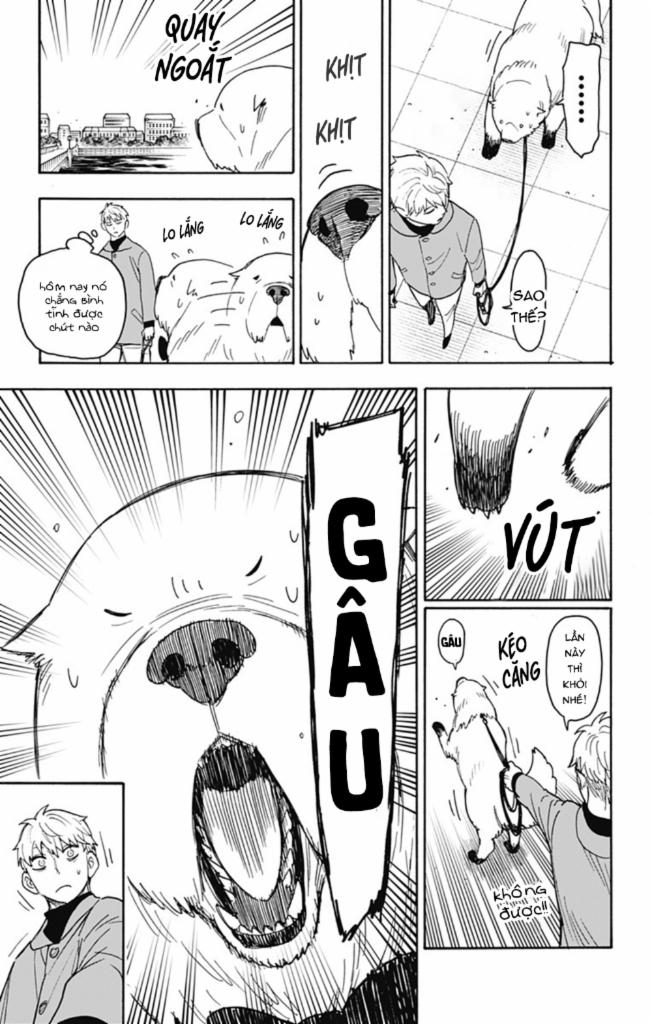 .....
SAO
THẾ?
KHỊT
KHỊT
QUAY
NGOẮT
LO LẮNG
LO LẮNG
hôm nay nó
chẳng bình
tĩnh được
chút nào
VÚT
LẦN
NÀY
THÌ
KHỎI
NHÉ!
KÉO
CĂNG
GÂU
không
được!!
GÂU